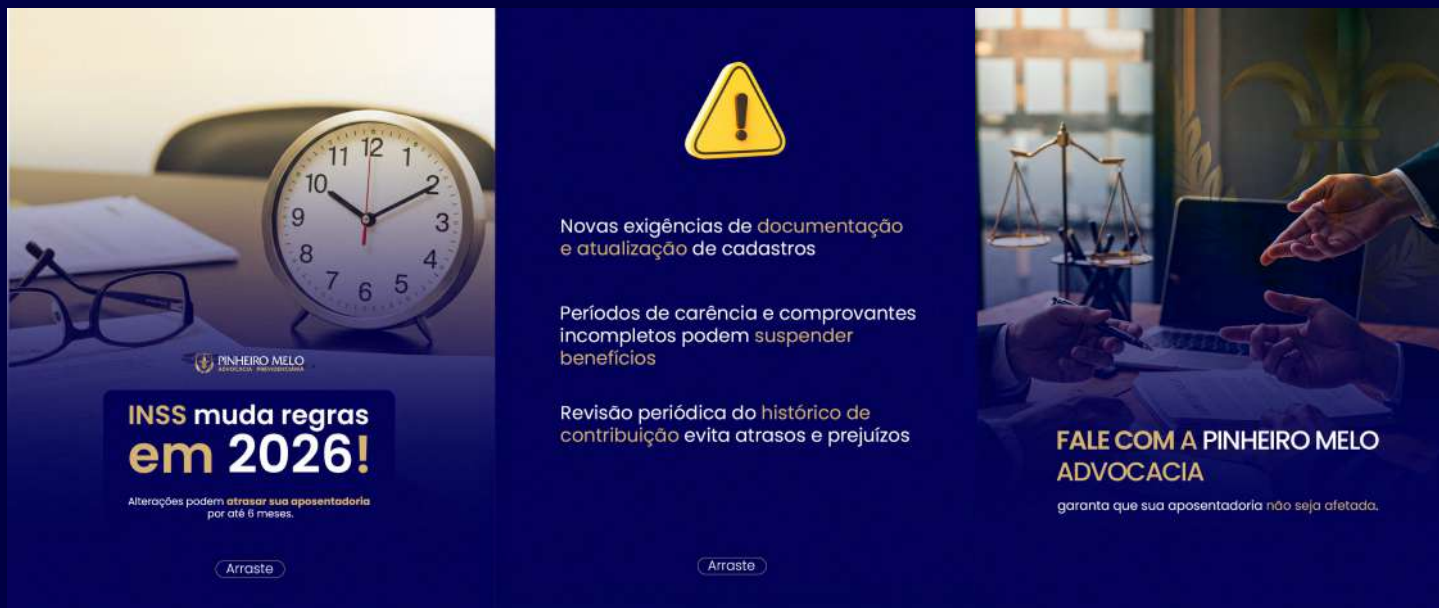 11 12 1
10 2
9 3
8 4
7 6 5
PINHEIRO MELO
ADVOCACIA PREVIDENCIÁRIA
INSS muda regras
em 2026!
Alterações podem atrasar sua aposentadoria
por até 6 meses.
Arraste
Novas exigências de documentação
e atualização de cadastros
Períodos de carência e comprovantes
incompletos podem suspender
benefícios
Revisão periódica do histórico de
contribuição evita atrasos e prejuízos
Arraste
FALE COM A PINHEIRO MELO
ADVOCACIA
garanta que sua aposentadoria não seja afetada.